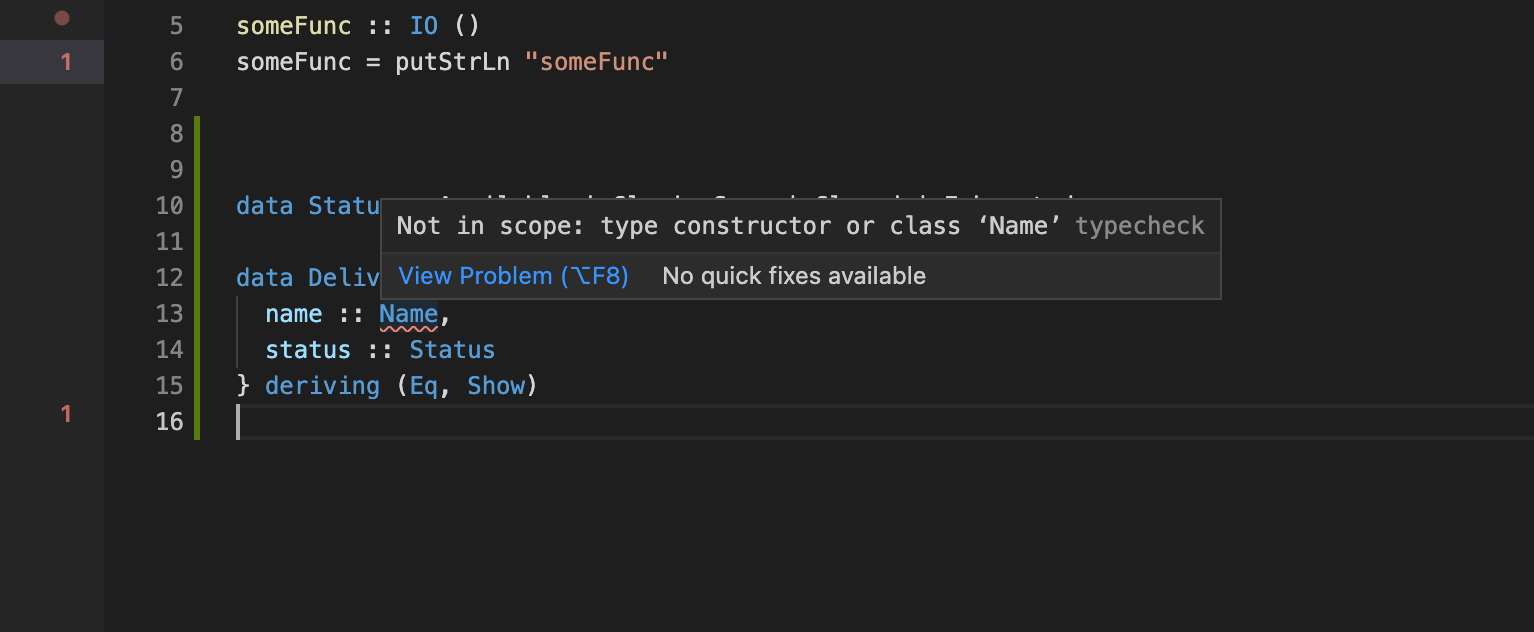 5 someFunc :: IO ()
1 6 someFunc = putStrLn "someFunc"
7
8
9
10 data Statu
Not in scope: type constructor or class ‘Name’ typecheck
11
View Problem (⌥F8) No quick fixes available
12 data Deliv
13 name :: Name,
14 status :: Status
15 } deriving (Eq, Show)
1 16